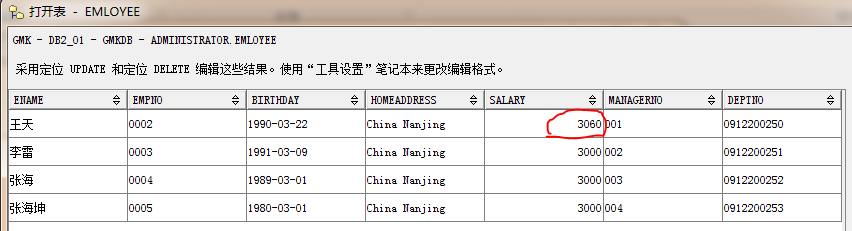 打开表 - EMLOYEE
GMK - DB2_01 - GMKDB - ADMINISTRATOR.EMLOYEE
采用定位 UPDATE 和定位 DELETE 编辑这些结果。使用“工具设置”笔记本来更改编辑格式。
ENAME EMPNO BIRTHDAY HOMEADDRESS SALARY MANAGERNO DEPTNO
王天 0002 1990-03-22 China Nanjing 3060 001 0912200250
李雷 0003 1991-03-09 China Nanjing 3000 002 0912200251
张海 0004 1989-03-01 China Nanjing 3000 003 0912200252
张海坤 0005 1980-03-01 China Nanjing 3000 004 0912200253